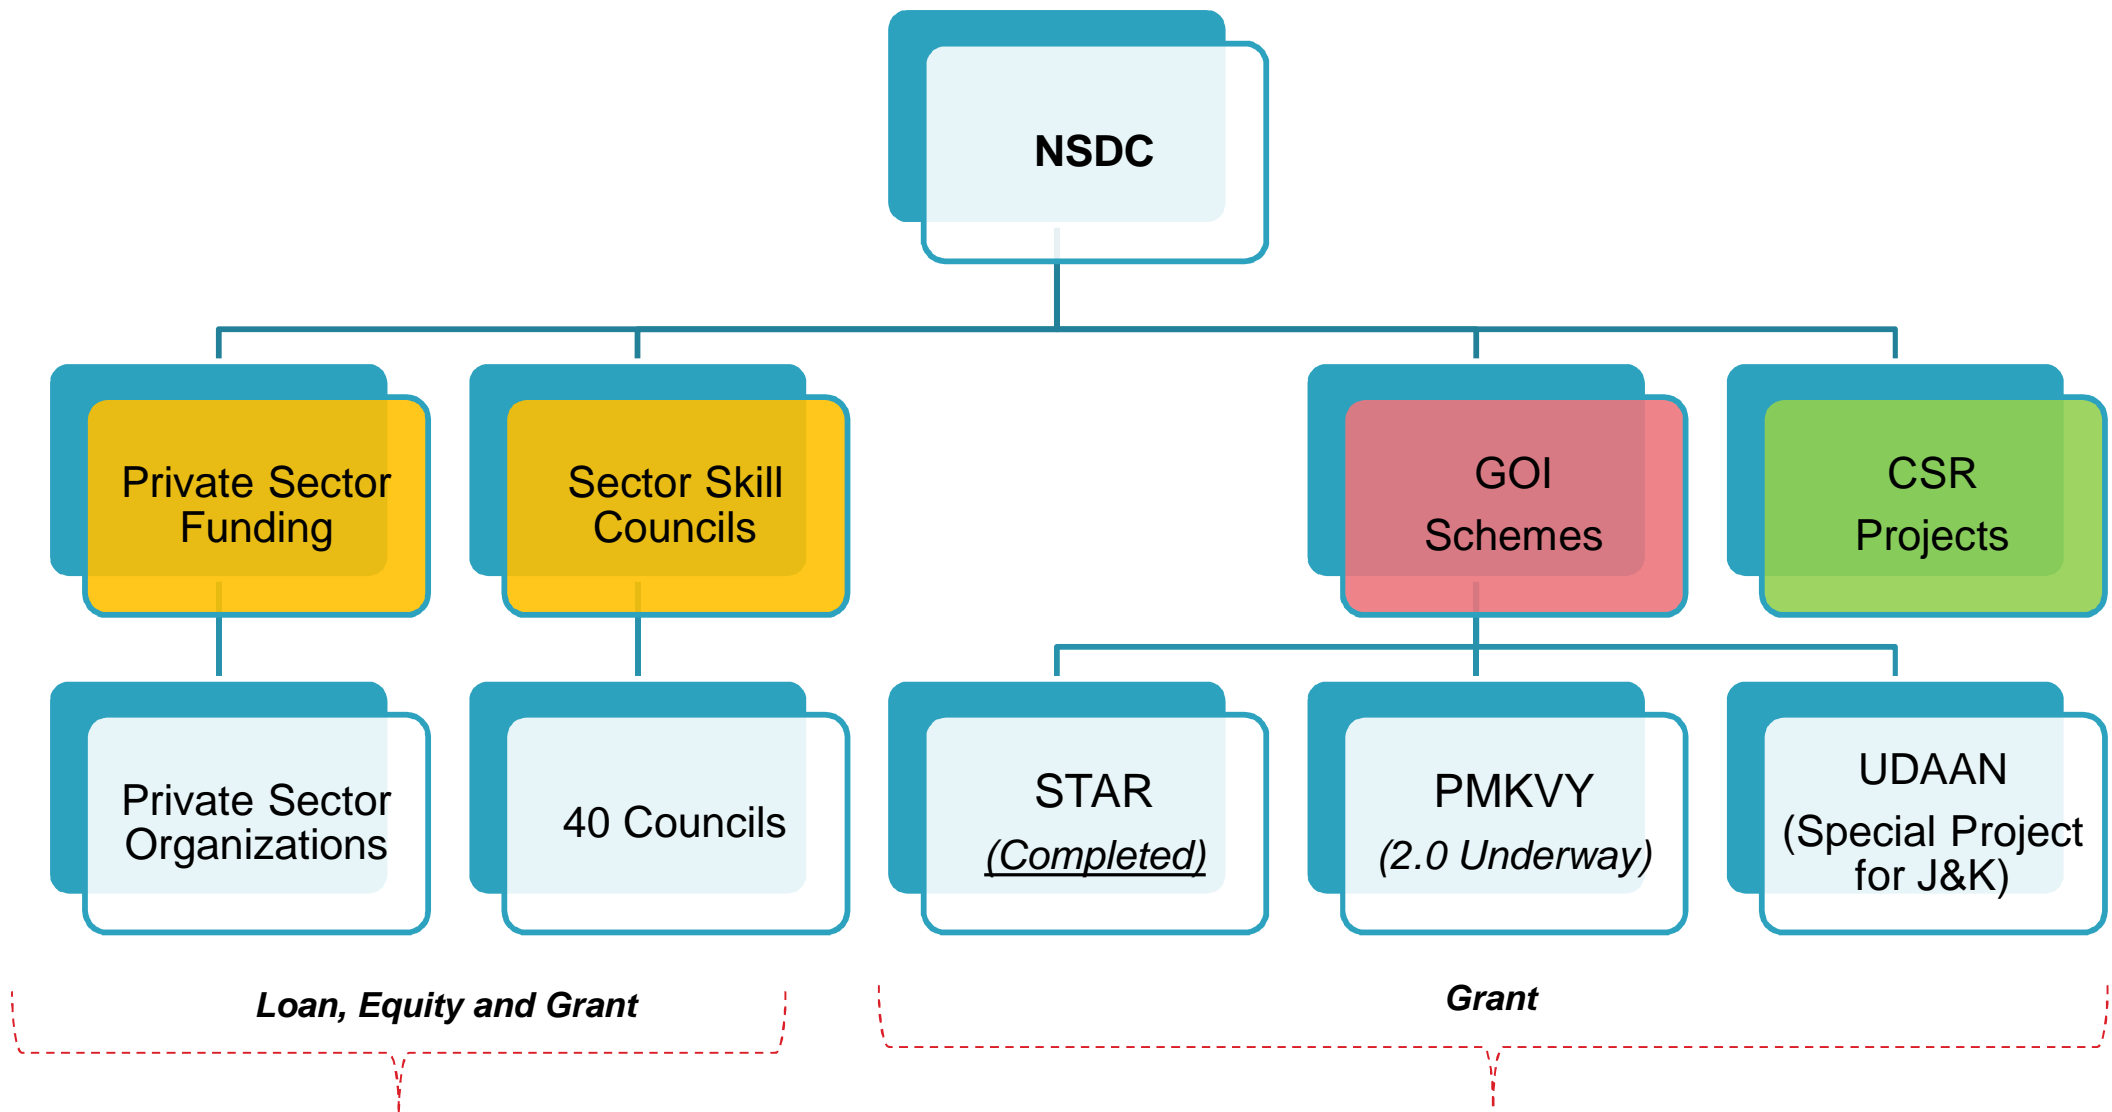 NSDC
Private Sector
Funding
Sector Skill
Councils
GOI
Schemes
CSR
Projects
Private Sector
Organizations
40 Councils
STAR
(Completed)
PMKVY
(2.0 Underway)
UDAAN
(Special Project
for J&K)
Loan, Equity and Grant
Grant